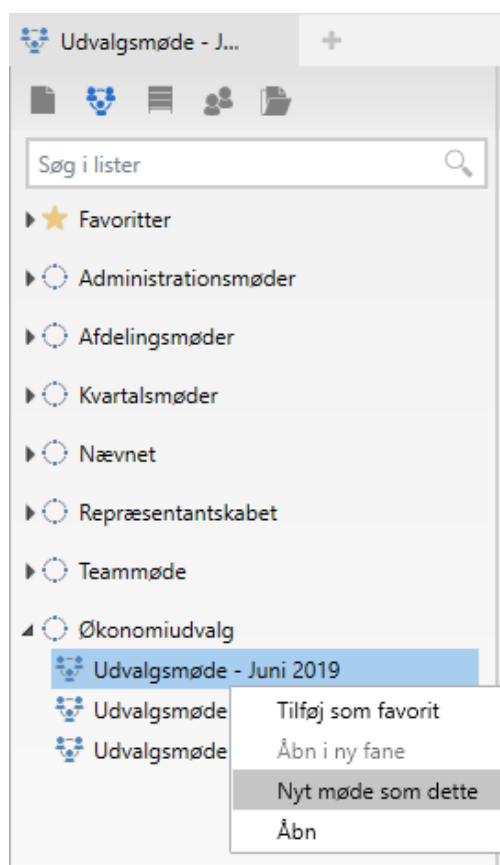 Udvalgsmøde - J...
Søg i lister
Favoritter
Administrationsmøder
Afdelingsmøder
Kvartalsmøder
Nævnet
Repræsentantskabet
Teammøde
Økonomiudvalg
Udvalgsmøde - Juni 2019
Udvalgsmøde
Udvalgsmøde
Tilføj som favorit
Åbn i ny fane
Nyt møde som dette
Åbn